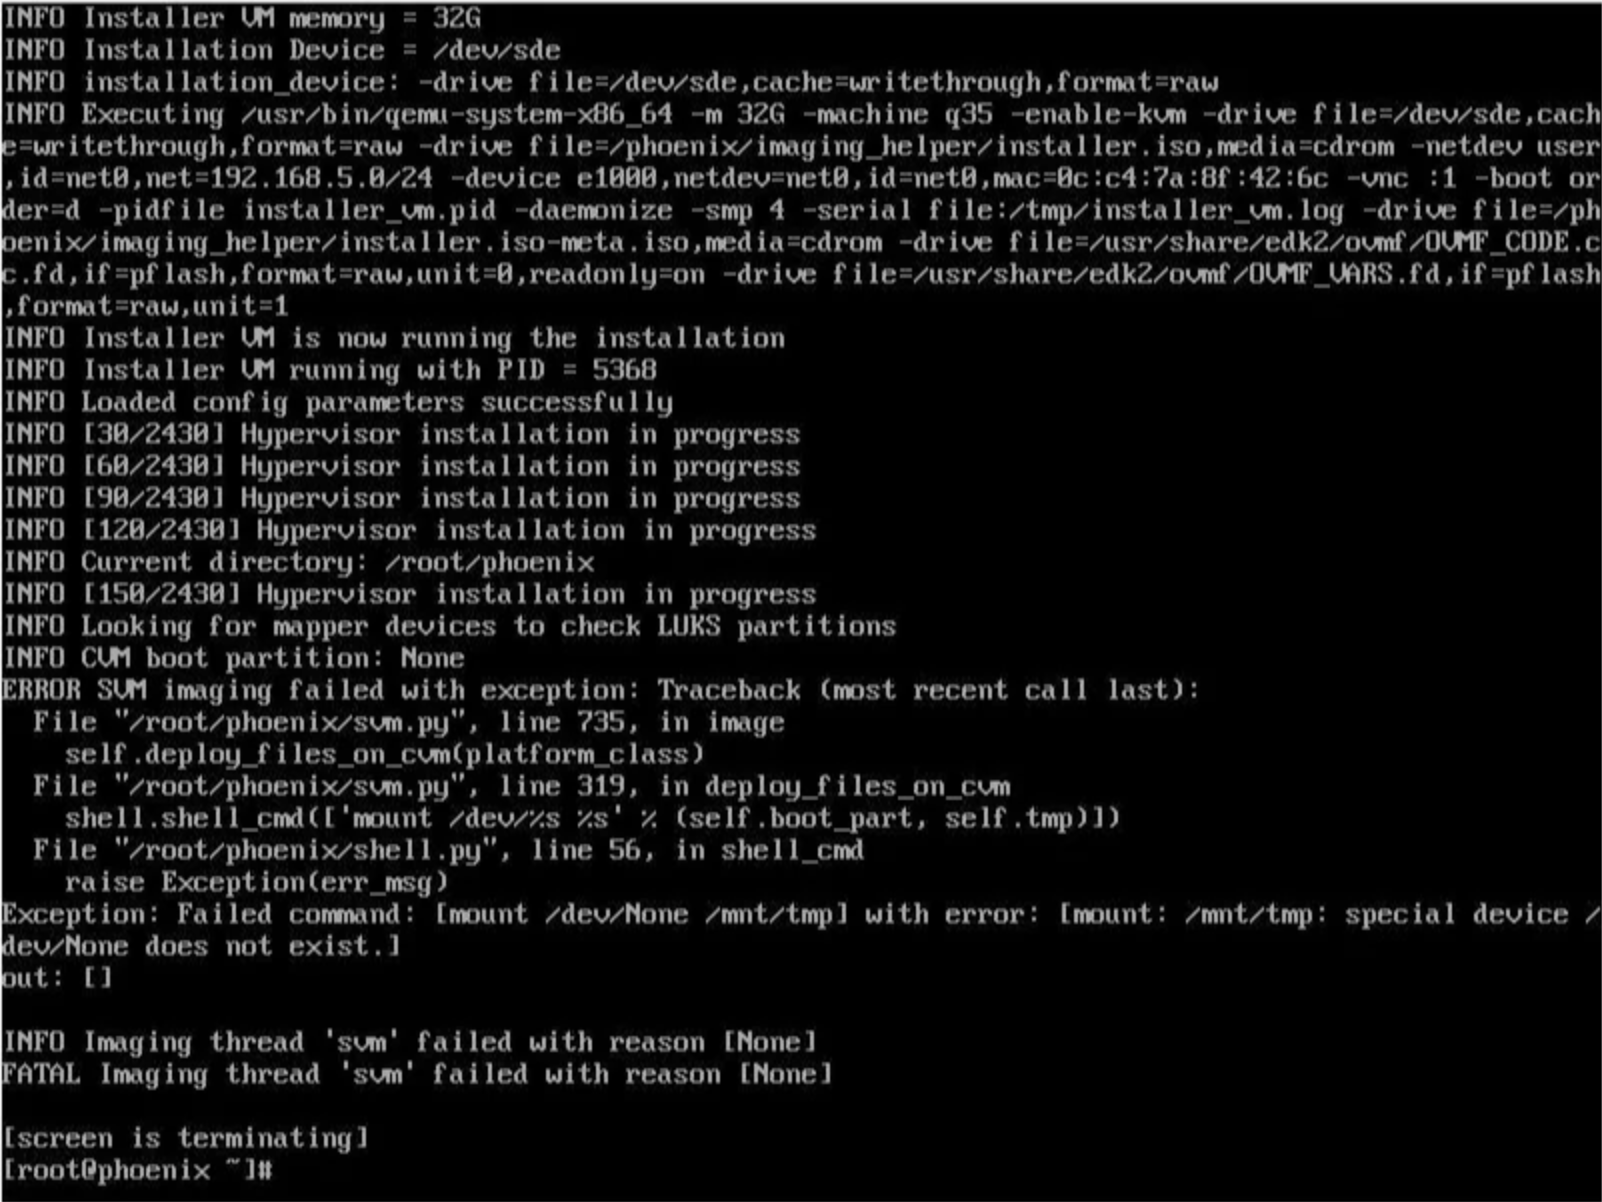 INFO Installer VM memory = 32G
INFO Installation Device = /dev/sde
INFO installation_device: -drive file=/dev/sde,cache=writethrough,format=raw
INFO Executing /usr/bin/qemu-system-x86_64 -m 32G -machine q35 -enable-kvm -drive file=/dev/sde,cach
e=writethrough,format=raw -drive file=/phoenix/imaging_helper/installer.iso,media=cdrom -netdev user
,id=net0,net=192.168.5.0/24 -device e1000,netdev=net0,id=net0,mac=0c:c4:7a:8f:42:6c -vnc :1 -boot or
der=d -pidfile installer_vm.pid -daemonize -smp 4 -serial file:/tmp/installer_vm.log -drive file=/ph
oenix/imaging_helper/installer.iso-meta.iso,media=cdrom -drive file=/usr/share/edk2/ovmf/OVMF_CODE.c
c.fd,if=pflash,format=raw,unit=0,readonly=on -drive file=/usr/share/edk2/ovmf/OVMF_VARS.fd,if=pflash
,format=raw,unit=1
INFO Installer VM is now running the installation
INFO Installer VM running with PID = 5368
INFO Loaded config parameters successfully
INFO [30/2430] Hypervisor installation in progress
INFO [60/2430] Hypervisor installation in progress
INFO [90/2430] Hypervisor installation in progress
INFO [120/2430] Hypervisor installation in progress
INFO Current directory: /root/phoenix
INFO [150/2430] Hypervisor installation in progress
INFO Looking for mapper devices to check LUKS partitions
INFO CVM boot partition: None
ERROR SVM imaging failed with exception: Traceback (most recent call last):
  File "/root/phoenix/svm.py", line 735, in image
    self.deploy_files_on_cvm(platform_class)
  File "/root/phoenix/svm.py", line 319, in deploy_files_on_cvm
    shell.shell_cmd(['mount /dev/%s %s' % (self.boot_part, self.tmp)])
  File "/root/phoenix/shell.py", line 56, in shell_cmd
    raise Exception(err_msg)
Exception: Failed command: [mount /dev/None /mnt/tmp] with error: [mount: /mnt/tmp: special device /
dev/None does not exist.]
out: []
INFO Imaging thread 'svm' failed with reason [None]
FATAL Imaging thread 'svm' failed with reason [None]
[screen is terminating]
[root@phoenix ~]#